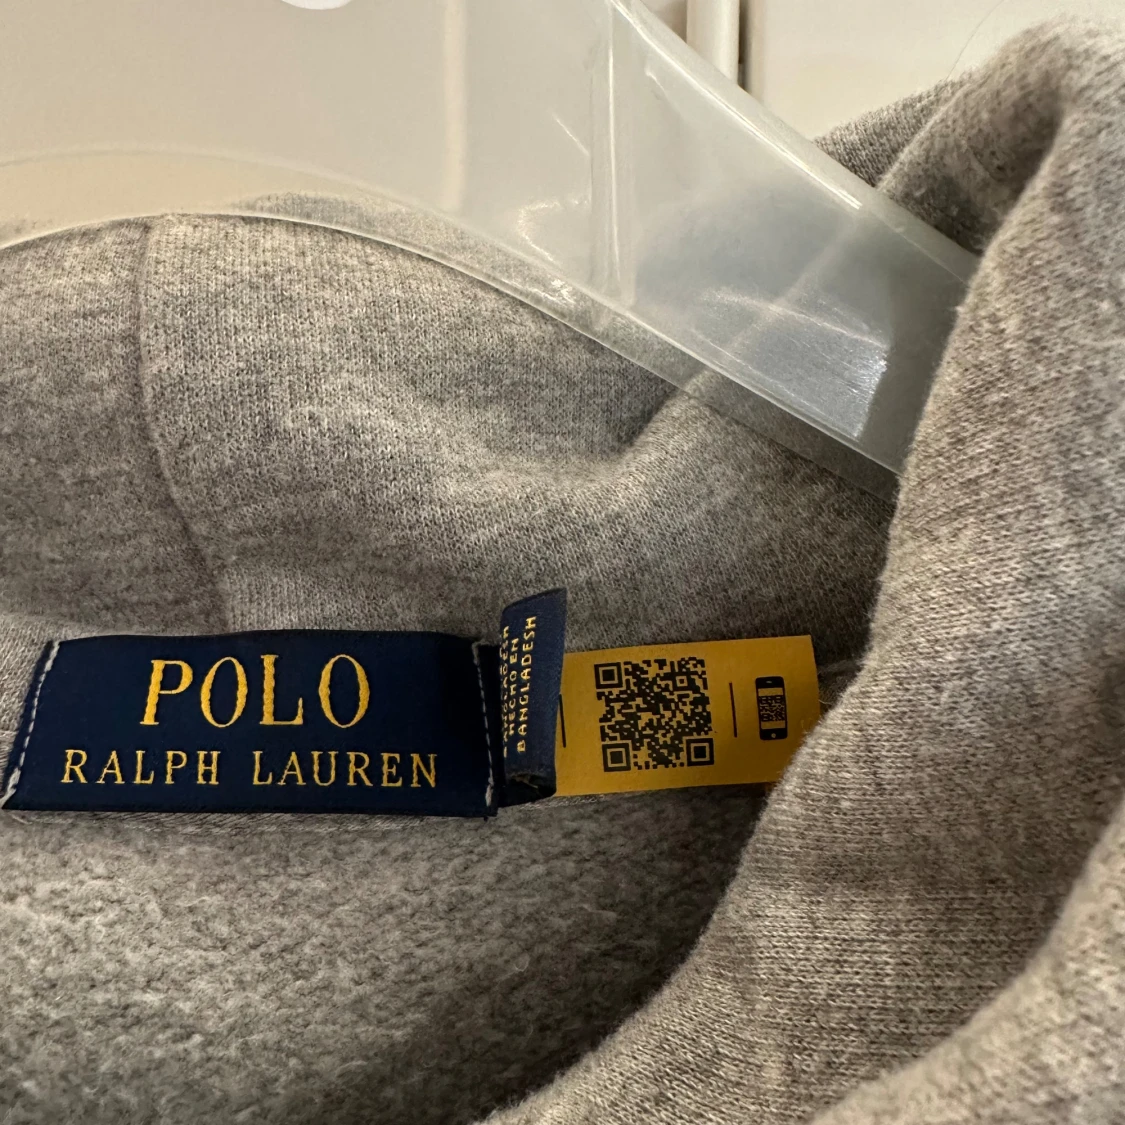 POLO
RALPH LAUREN
HECHO EN
BANGLADESH